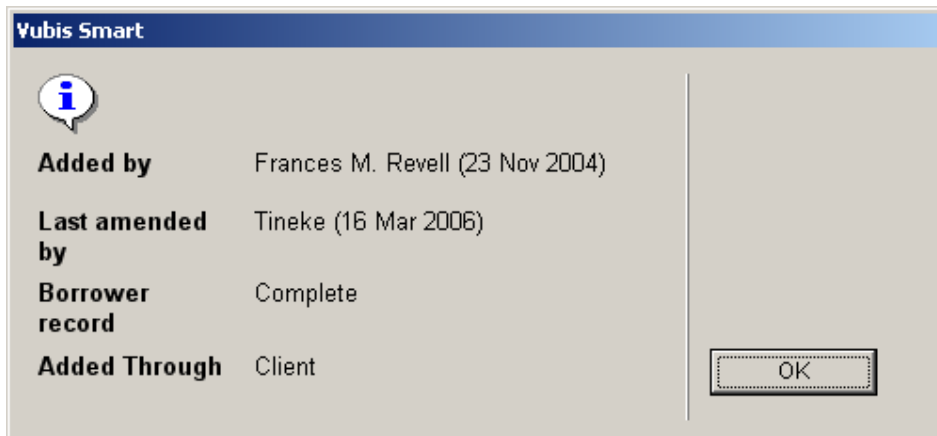 Vubis Smart
Added by Frances M. Revell (23 Nov 2004)
Last amended by Tineke (16 Mar 2006)
Borrower record Complete
Added Through Client
OK